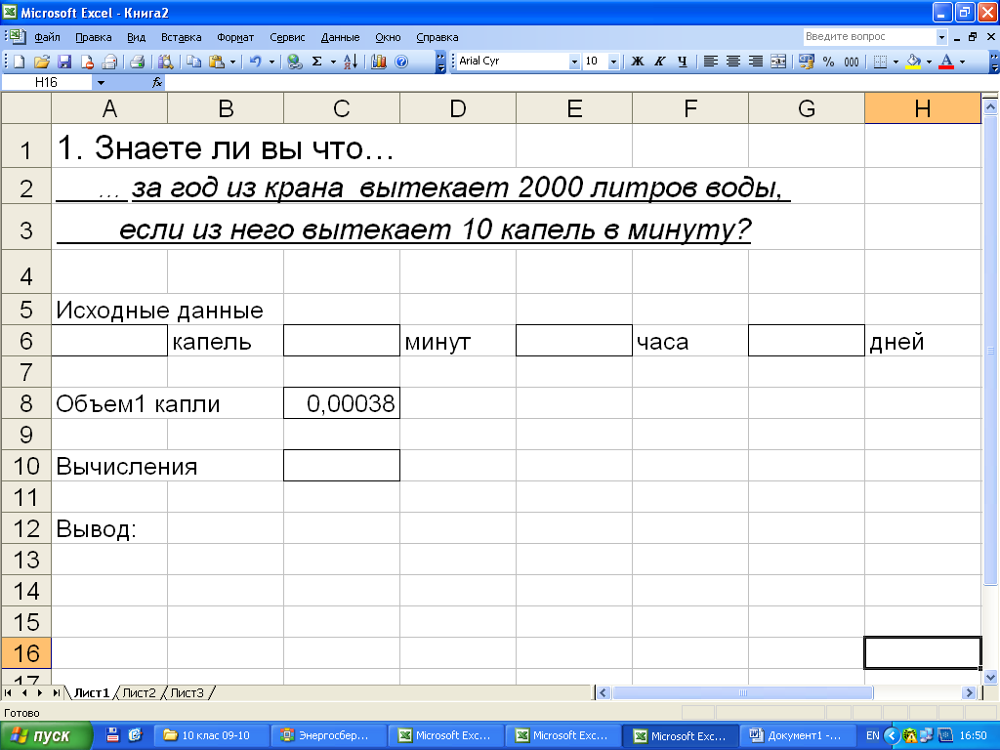 Microsoft Excel - Книга2
Файл Правка Вид Вставка Формат Сервис Данные Окно Справка Введите вопрос
Arial Cyr 10 Ж К Ч % 000 А
H16 fx
A B C D E F G H
1 1. Знаете ли вы что...
2 ... за год из крана вытекает 2000 литров воды,
3 если из него вытекает 10 капель в минуту?
4
5 Исходные данные
6 капель минут часа дней
7
8 Объем1 капли 0,00038
9
10 Вычисления
11
12 Вывод:
13
14
15
16
17
Лист1 Лист2 Лист3
Готово
пуск 10 клас 09-10 Энергосбер... Microsoft Exc... Microsoft Exc... Microsoft Exc... Документ1 -... EN 16:50